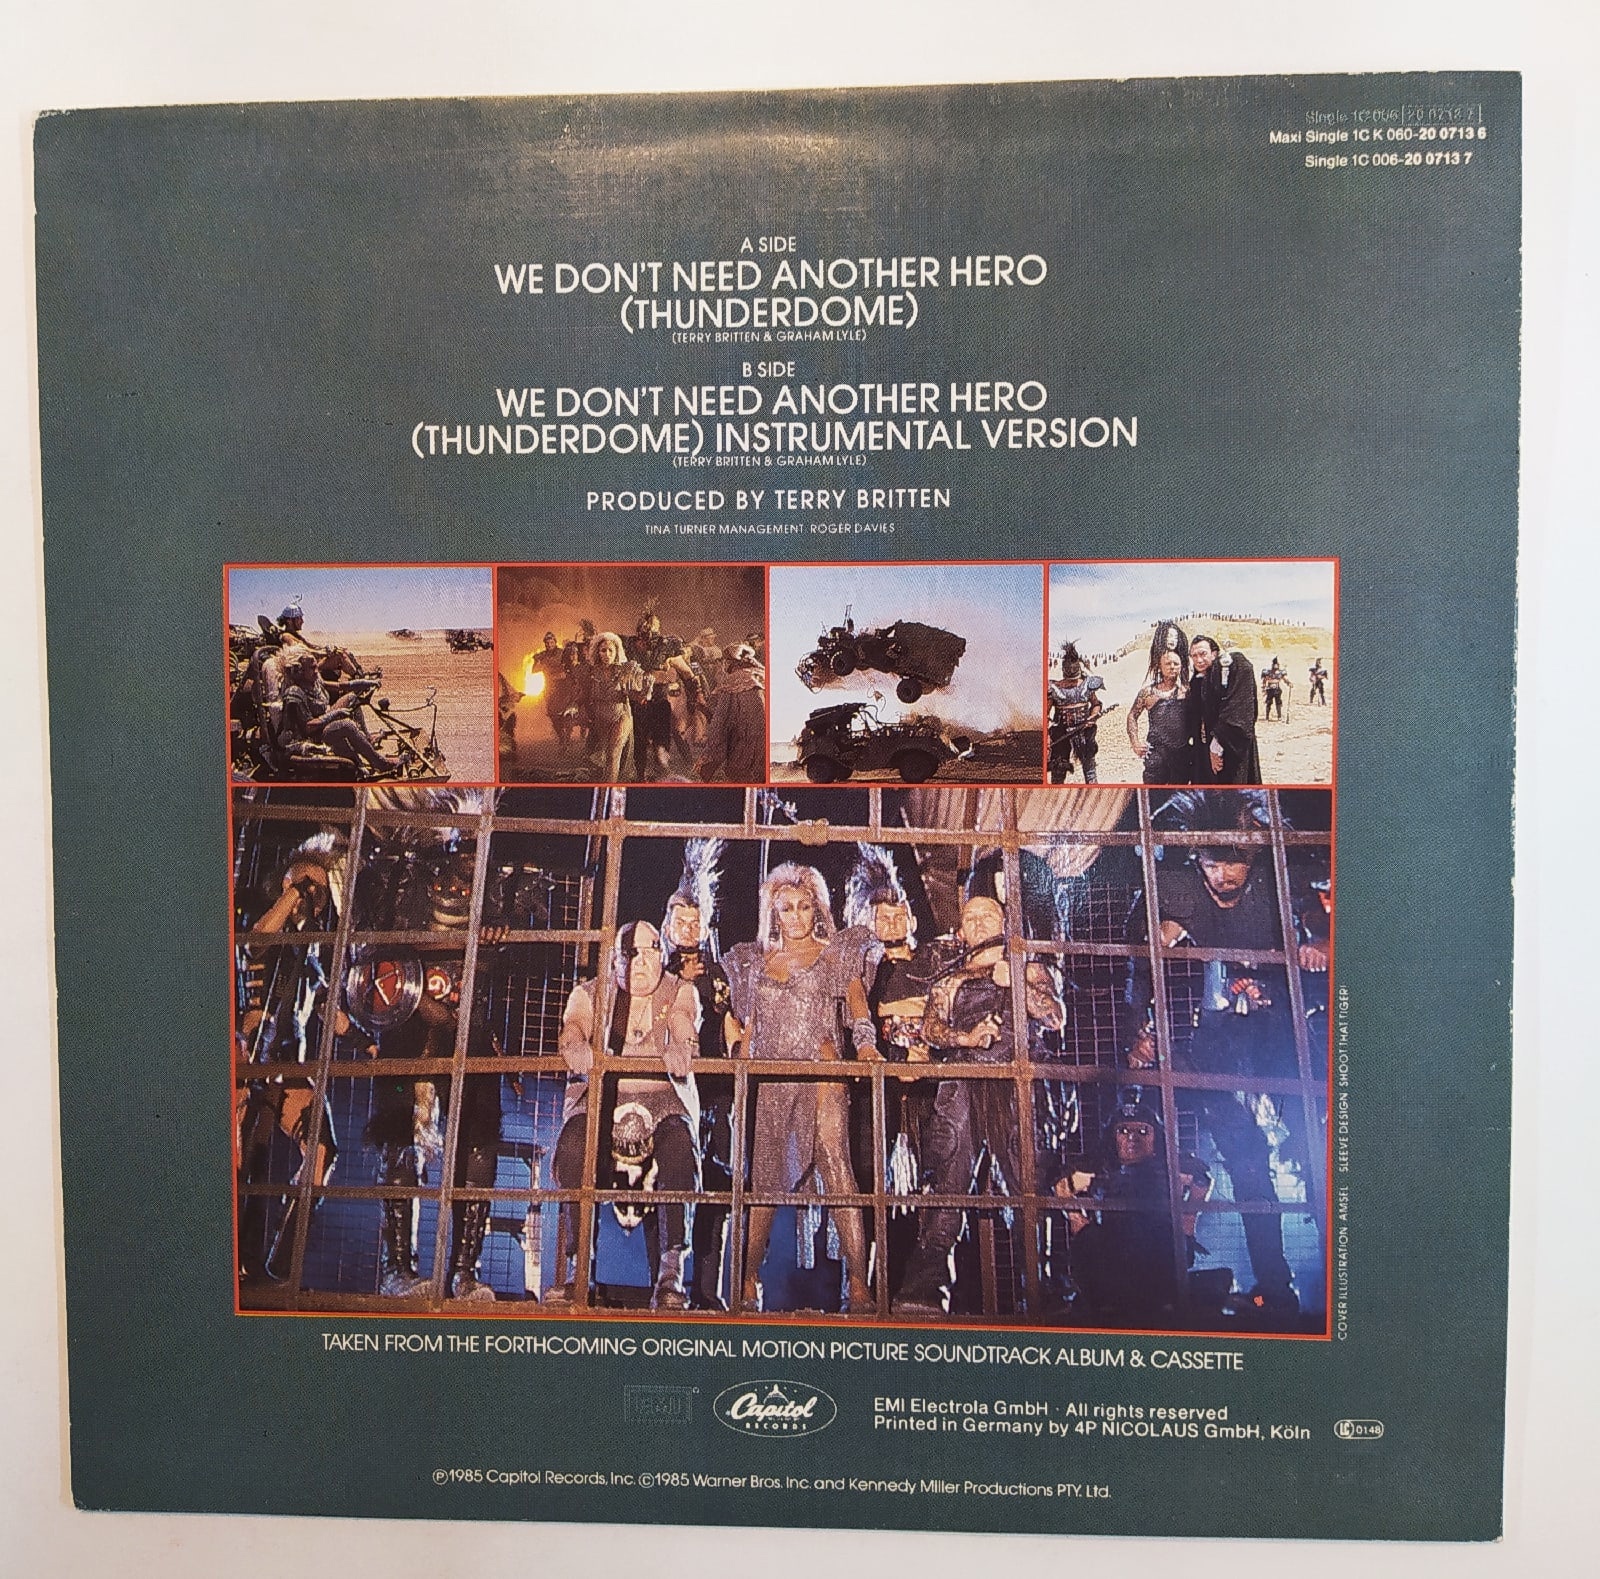 Maxi Single 1C K 060-20 0713 6
Single 1C 006-20 0713 7
A SIDE
WE DON'T NEED ANOTHER HERO
(THUNDERDOME)
(TERRY BRITTEN & GRAHAM LYLE)
B SIDE
WE DON'T NEED ANOTHER HERO
(THUNDERDOME) INSTRUMENTAL VERSION
(TERRY BRITTEN & GRAHAM LYLE)
PRODUCED BY TERRY BRITTEN
TINA TURNER MANAGEMENT: ROGER DAVIES
COVER ILLUSTRATION: AMSEL SLEEVE DESIGN: SHOOT THAT TIGER!
TAKEN FROM THE FORTHCOMING ORIGINAL MOTION PICTURE SOUNDTRACK ALBUM & CASSETTE
EMI
Capitol
RECORDS
EMI Electrola GmbH · All rights reserved
Printed in Germany by 4P NICOLAUS GmbH, Köln
LC 0148
℗1985 Capitol Records, Inc. ©1985 Warner Bros. Inc. and Kennedy Miller Productions PTY. Ltd.